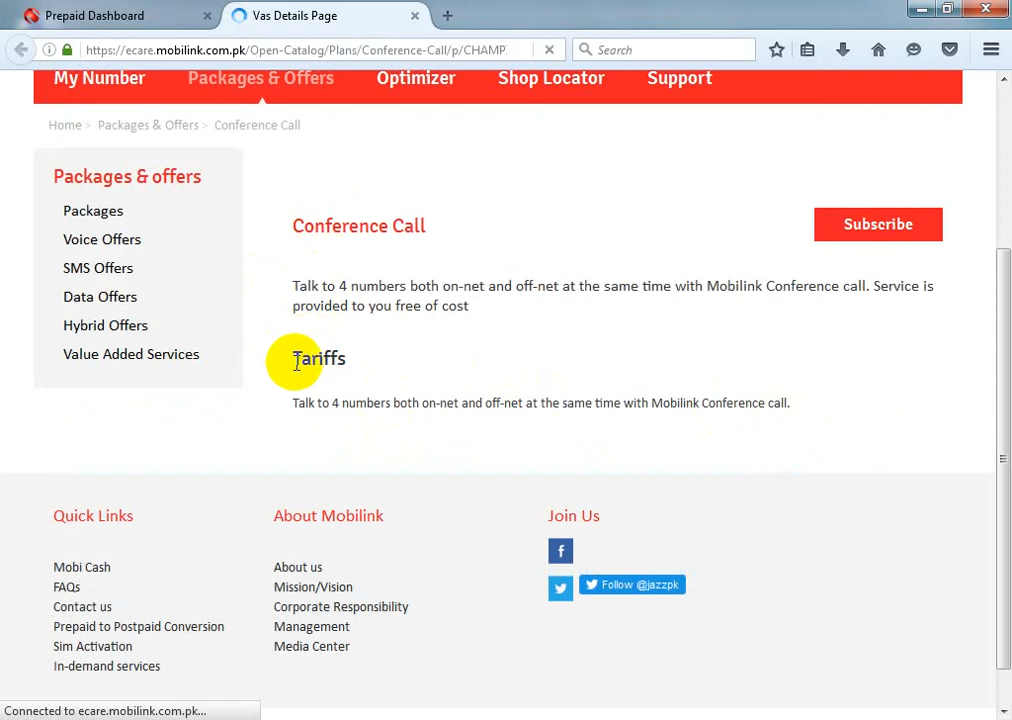 Prepaid Dashboard
Vas Details Page
https://ecare.mobilink.com.pk/Open-Catalog/Plans/Conference-Call/p/CHAMP
Search
My Number
Packages & Offers
Optimizer
Shop Locator
Support
Home > Packages & Offers > Conference Call
Packages & offers
Packages
Voice Offers
SMS Offers
Data Offers
Hybrid Offers
Value Added Services
Conference Call
Subscribe
Talk to 4 numbers both on-net and off-net at the same time with Mobilink Conference call. Service is
provided to you free of cost
Tariffs
Talk to 4 numbers both on-net and off-net at the same time with Mobilink Conference call.
Quick Links
Mobi Cash
FAQs
Contact us
Prepaid to Postpaid Conversion
Sim Activation
In-demand services
About Mobilink
About us
Mission/Vision
Corporate Responsibility
Management
Media Center
Join Us
Follow @jazzpk
Connected to ecare.mobilink.com.pk...